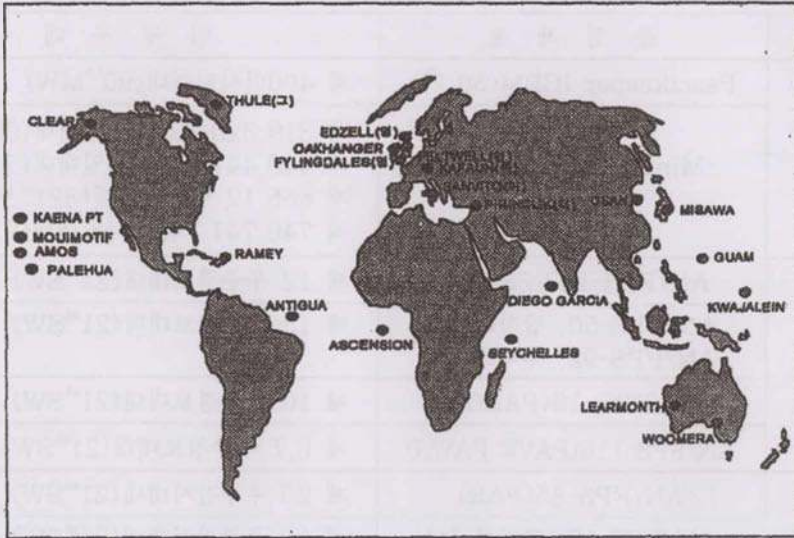 THULE(그)
CLEAR
EDZELL(영)
OAKHANGER
FYLINGDALES(영)
OSAN
MISAWA
KAENA PT
MOUIMOTIF
AMOS
PALEHUA
RAMEY
GUAM
KWAJALEIN
ANTIGUA
DIEGO GARCIA
ASCENSION
SEYCHELLES
LEARMONTH
WOOMERA